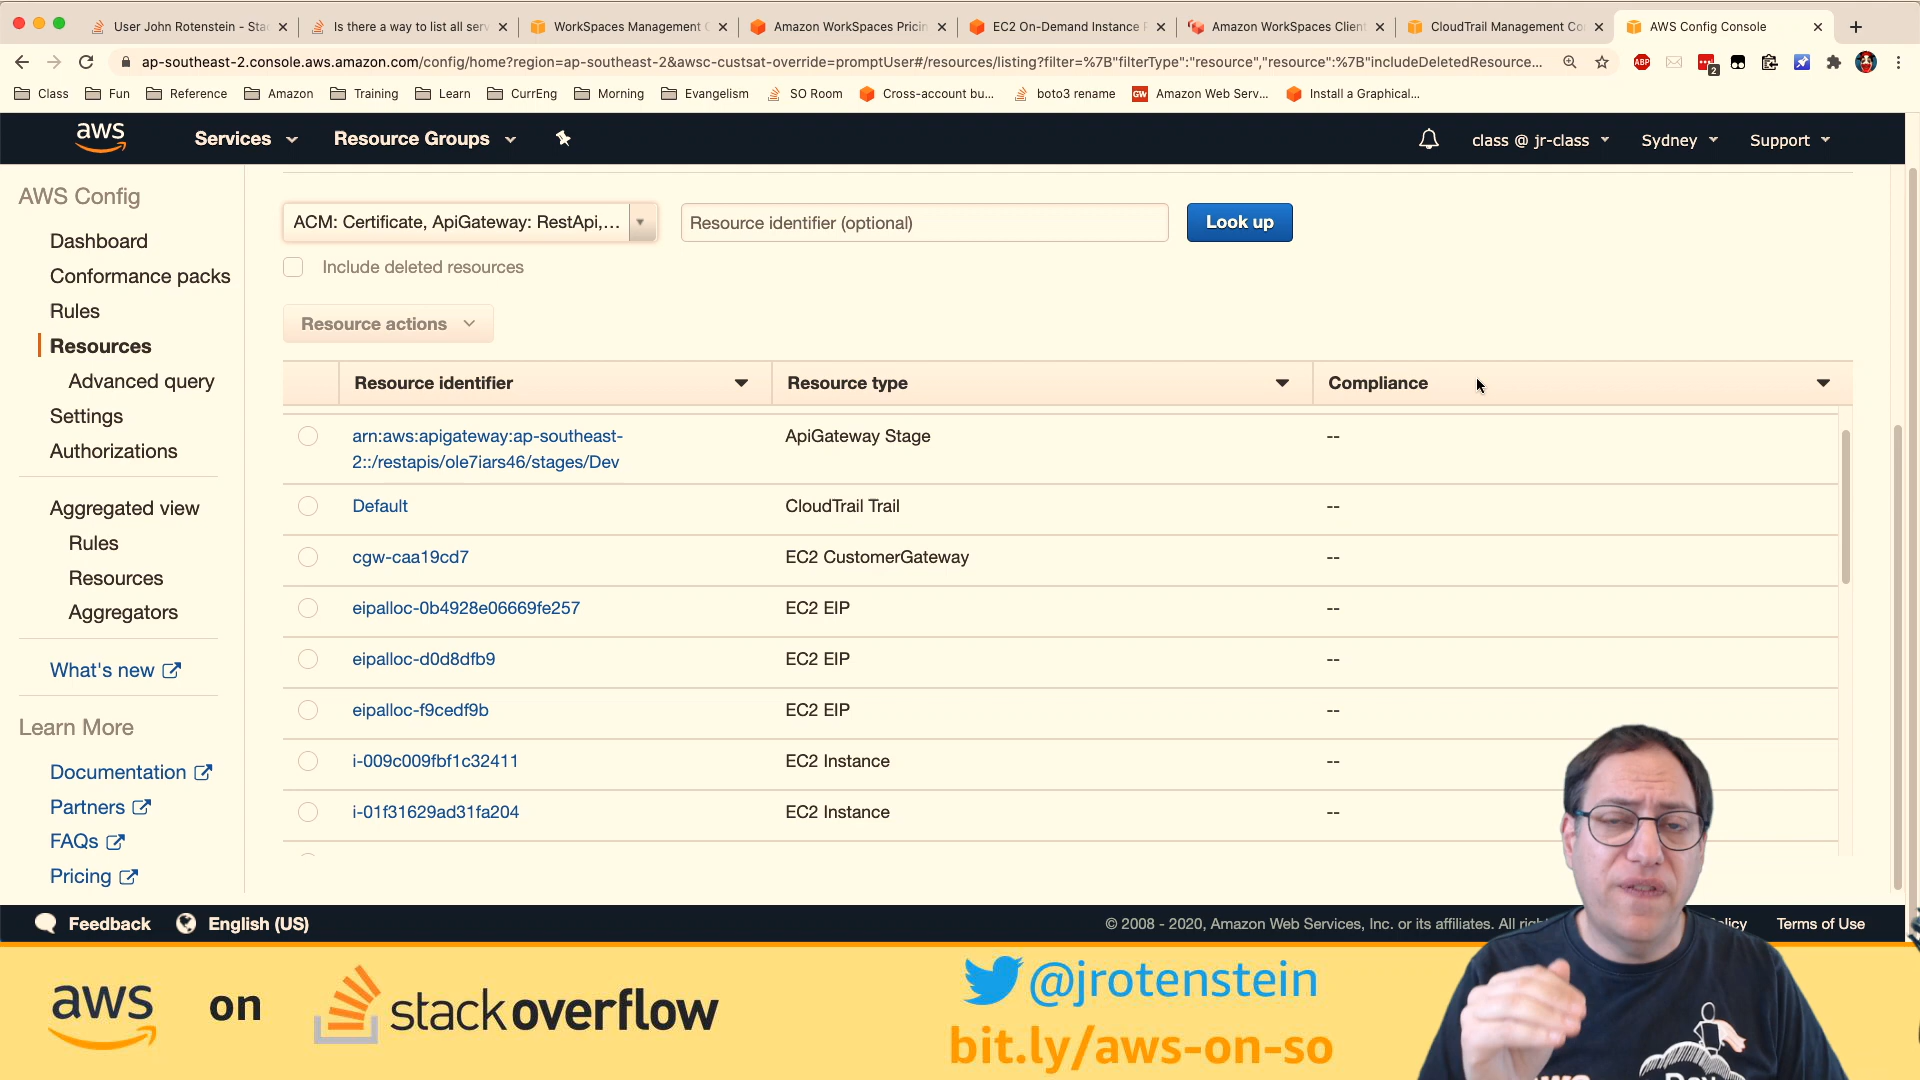 User John Rotenstein - Stac
Is there a way to list all serv
WorkSpaces Management C
Amazon WorkSpaces Pricin
EC2 On-Demand Instance P
Amazon WorkSpaces Client
CloudTrail Management Co
AWS Config Console
ap-southeast-2.console.aws.amazon.com/config/home?region=ap-southeast-2&awsc-custsat-override=promptUser#/resources/listing?filter=%7B"filterType":"resource","resource":%7B"includeDeletedResource...
ABP
2
Class
Fun
Reference
Amazon
Training
Learn
CurrEng
Morning
Evangelism
SO Room
Cross-account bu...
boto3 rename
GW
Amazon Web Serv...
Install a Graphical...
aws
Services
Resource Groups
class @ jr-class
Sydney
Support
AWS Config
Dashboard
Conformance packs
Rules
Resources
Advanced query
Settings
Authorizations
Aggregated view
Rules
Resources
Aggregators
What's new
Learn More
Documentation
Partners
FAQs
Pricing
ACM: Certificate, ApiGateway: RestApi,...
Resource identifier (optional)
Look up
Include deleted resources
Resource actions
Resource identifier
Resource type
Compliance
arn:aws:apigateway:ap-southeast-
2::/restapis/ole7iars46/stages/Dev
ApiGateway Stage
--
Default
CloudTrail Trail
--
cgw-caa19cd7
EC2 CustomerGateway
--
eipalloc-0b4928e06669fe257
EC2 EIP
--
eipalloc-d0d8dfb9
EC2 EIP
--
eipalloc-f9cedf9b
EC2 EIP
--
i-009c009fbf1c32411
EC2 Instance
--
i-01f31629ad31fa204
EC2 Instance
--
Feedback
English (US)
© 2008 - 2020, Amazon Web Services, Inc. or its affiliates. All
Terms of Use
aws
on
stackoverflow
@jrotenstein
bit.ly/aws-on-so